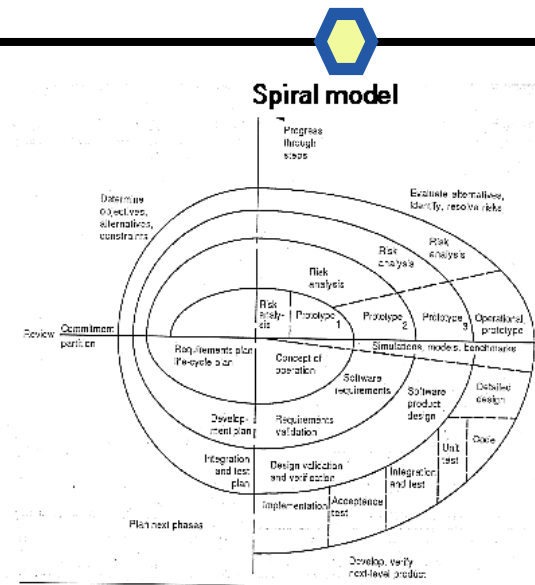 Spiral model
Progress
through
steps
Determine
objectives,
alternatives,
constraints
Evaluate alternatives,
identify, resolve risks
Risk
analysis
Risk
analysis
Risk
analysis
Risk
analy-
sis
Prototype
1
Prototype
2
Prototype
3
Operational
prototype
Review
Commitment
partition
Simulations, models, benchmarks
Requirements plan
life-cycle plan
Concept of
operation
Software
requirements
Software
product
design
Detailed
design
Develop-
ment plan
Requirements
validation
Code
Unit
test
Integration
and test
plan
Design validation
and verification
Integration
and test
Acceptance
test
Implementation
Plan next phases
Develop, verify
next-level product